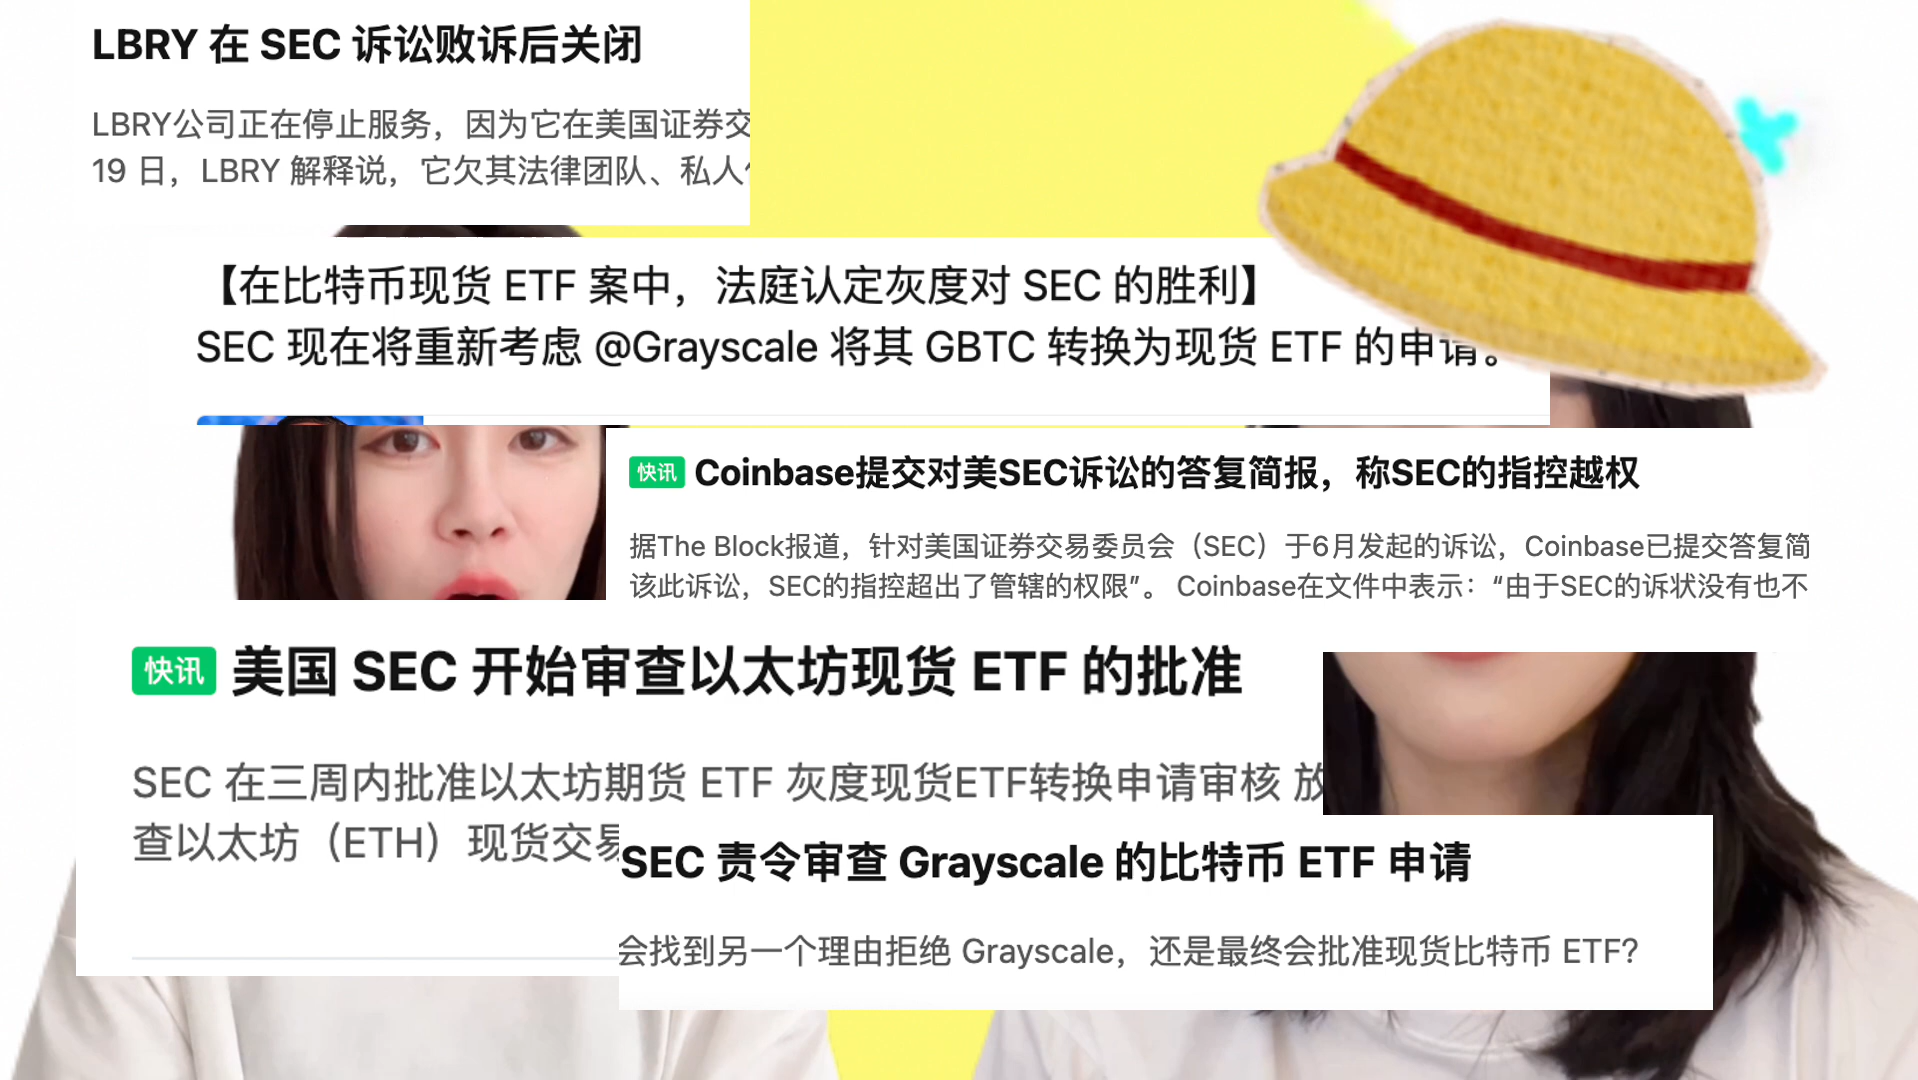 LBRY 在 SEC 诉讼败诉后关闭
LBRY公司正在停止服务，因为它在美国证券交
19 日，LBRY 解释说，它欠其法律团队、私人
【在比特币现货 ETF 案中，法庭认定灰度对 SEC 的胜利】
SEC 现在将重新考虑 @Grayscale 将其 GBTC 转换为现货 ETF 的申请。
快讯 Coinbase提交对美SEC诉讼的答复简报，称SEC的指控越权
据The Block报道，针对美国证券交易委员会（SEC）于6月发起的诉讼，Coinbase已提交答复简
该此诉讼，SEC的指控超出了管辖的权限”。 Coinbase在文件中表示：“由于SEC的诉状没有也不
快讯 美国 SEC 开始审查以太坊现货 ETF 的批准
SEC 在三周内批准以太坊期货 ETF 灰度现货ETF转换申请审核 放
查以太坊（ETH）现货交易
SEC 责令审查 Grayscale 的比特币 ETF 申请
会找到另一个理由拒绝 Grayscale，还是最终会批准现货比特币 ETF?